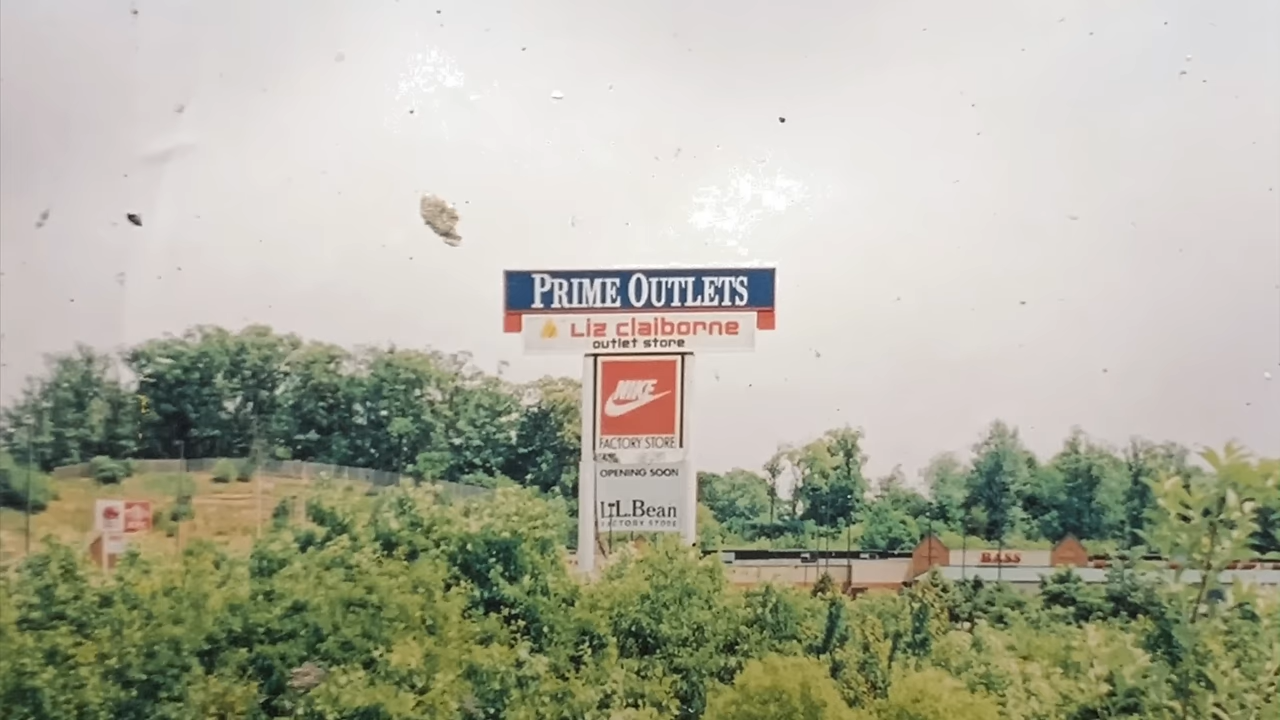 PRIME OUTLETS
Liz claiborne
outlet store
NIKE
FACTORY STORE
OPENING SOON
L.L.Bean
FACTORY STORE
BASS